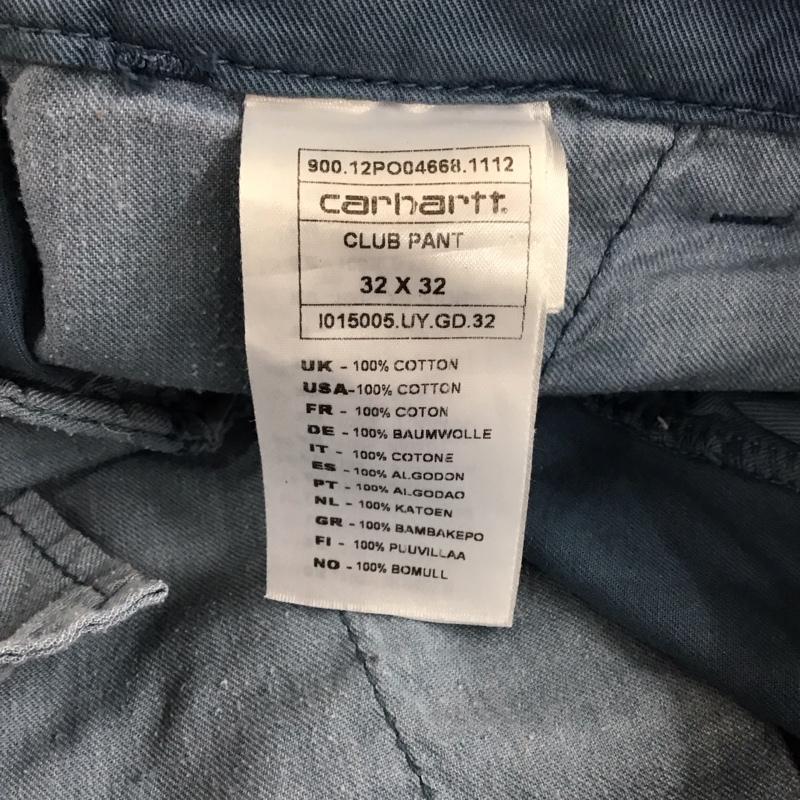 900.12PO04668.1112
carhartt.
CLUB PANT
32 X 32
I015005.UY.GD.32
UK - 100% COTTON
USA-100% COTTON
FR - 100% COTON
DE - 100% BAUMWOLLE
IT - 100% COTONE
ES - 100% ALGODON
PT - 100% ALGODAO
NL - 100% KATOEN
GR - 100% BAMBAKEPO
FI - 100% PUUVILLAA
NO - 100% BOMULL